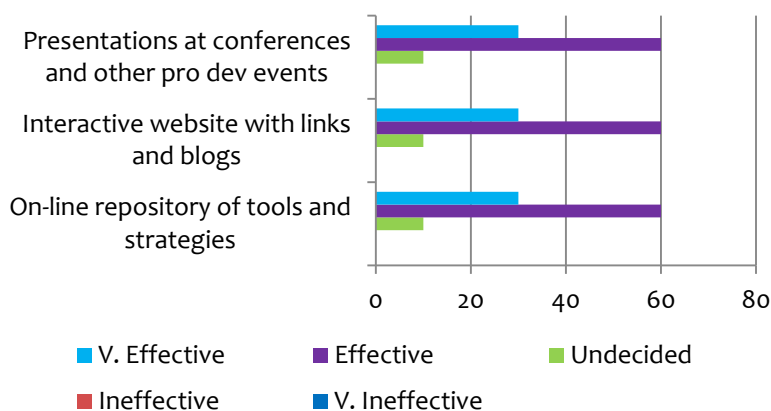 Presentations at conferences
and other pro dev events
Interactive website with links
and blogs
On-line repository of tools and
strategies
0 20 40 60 80
V. Effective Effective Undecided
Ineffective V. Ineffective